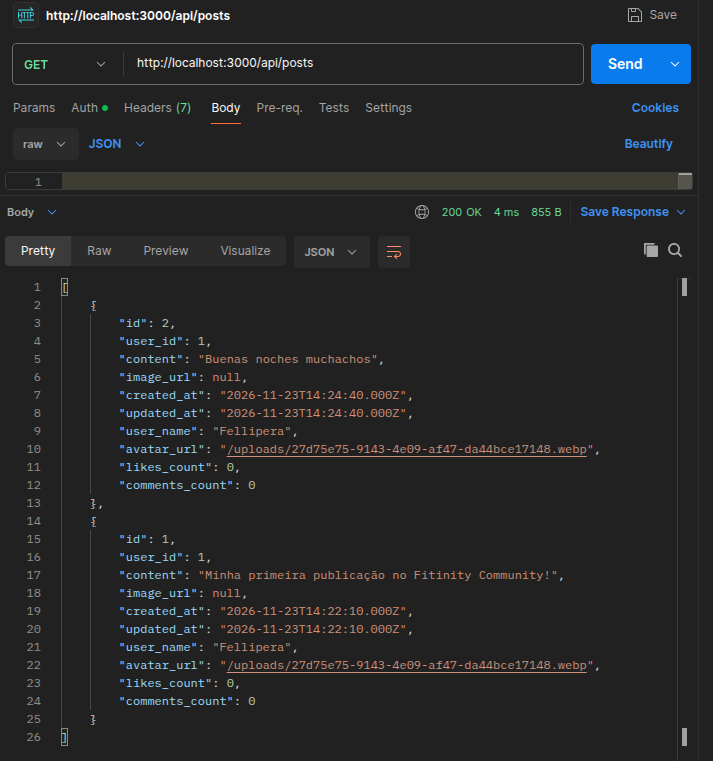 HTTP http://localhost:3000/api/posts Save
GET http://localhost:3000/api/posts Send
Params Auth Headers (7) Body Pre-req. Tests Settings Cookies
raw JSON Beautify
1
Body 200 OK 4 ms 855 B Save Response
Pretty Raw Preview Visualize JSON
1 [
2 {
3 "id": 2,
4 "user_id": 1,
5 "content": "Buenas noches muchachos",
6 "image_url": null,
7 "created_at": "2026-11-23T14:24:40.000Z",
8 "updated_at": "2026-11-23T14:24:40.000Z",
9 "user_name": "Fellipera",
10 "avatar_url": "/uploads/27d75e75-9143-4e09-af47-da44bce17148.webp",
11 "likes_count": 0,
12 "comments_count": 0
13 },
14 {
15 "id": 1,
16 "user_id": 1,
17 "content": "Minha primeira publicação no Fitinity Community!",
18 "image_url": null,
19 "created_at": "2026-11-23T14:22:10.000Z",
20 "updated_at": "2026-11-23T14:22:10.000Z",
21 "user_name": "Fellipera",
22 "avatar_url": "/uploads/27d75e75-9143-4e09-af47-da44bce17148.webp",
23 "likes_count": 0,
24 "comments_count": 0
25 }
26 ]